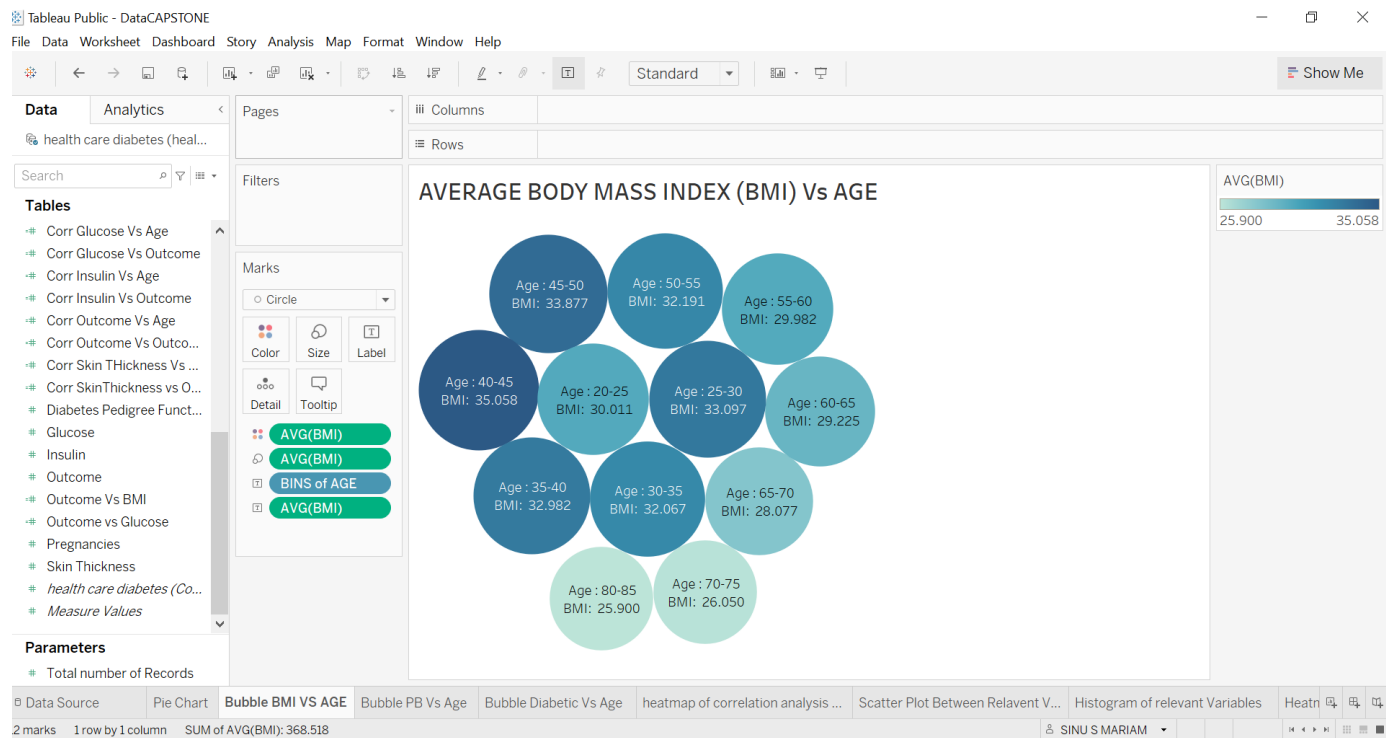 Tableau Public - DataCAPSTONE
File Data Worksheet Dashboard Story Analysis Map Format Window Help
Standard
Show Me
Data Analytics
health care diabetes (heal...
Search
Tables
Corr Glucose Vs Age
Corr Glucose Vs Outcome
Corr Insulin Vs Age
Corr Insulin Vs Outcome
Corr Outcome Vs Age
Corr Outcome Vs Outco...
Corr Skin THickness Vs ...
Corr SkinThickness vs O...
Diabetes Pedigree Funct...
Glucose
Insulin
Outcome
Outcome Vs BMI
Outcome vs Glucose
Pregnancies
Skin Thickness
health care diabetes (Co...
Measure Values
Parameters
Total number of Records
Pages
Filters
Marks
Circle
Color Size Label
Detail Tooltip
AVG(BMI)
AVG(BMI)
BINS of AGE
AVG(BMI)
Columns
Rows
AVERAGE BODY MASS INDEX (BMI) Vs AGE
Age : 45-50
BMI: 33.877
Age : 50-55
BMI: 32.191
Age : 55-60
BMI: 29.982
Age : 40-45
BMI: 35.058
Age : 20-25
BMI: 30.011
Age : 25-30
BMI: 33.097
Age : 60-65
BMI: 29.225
Age : 35-40
BMI: 32.982
Age : 30-35
BMI: 32.067
Age : 65-70
BMI: 28.077
Age : 80-85
BMI: 25.900
Age : 70-75
BMI: 26.050
AVG(BMI)
25.900 35.058
Data Source Pie Chart Bubble BMI VS AGE Bubble PB Vs Age Bubble Diabetic Vs Age heatmap of correlation analysis ... Scatter Plot Between Relavent V... Histogram of relevant Variables Heatn
2 marks 1 row by 1 column SUM of AVG(BMI): 368.518 SINU S MARIAM